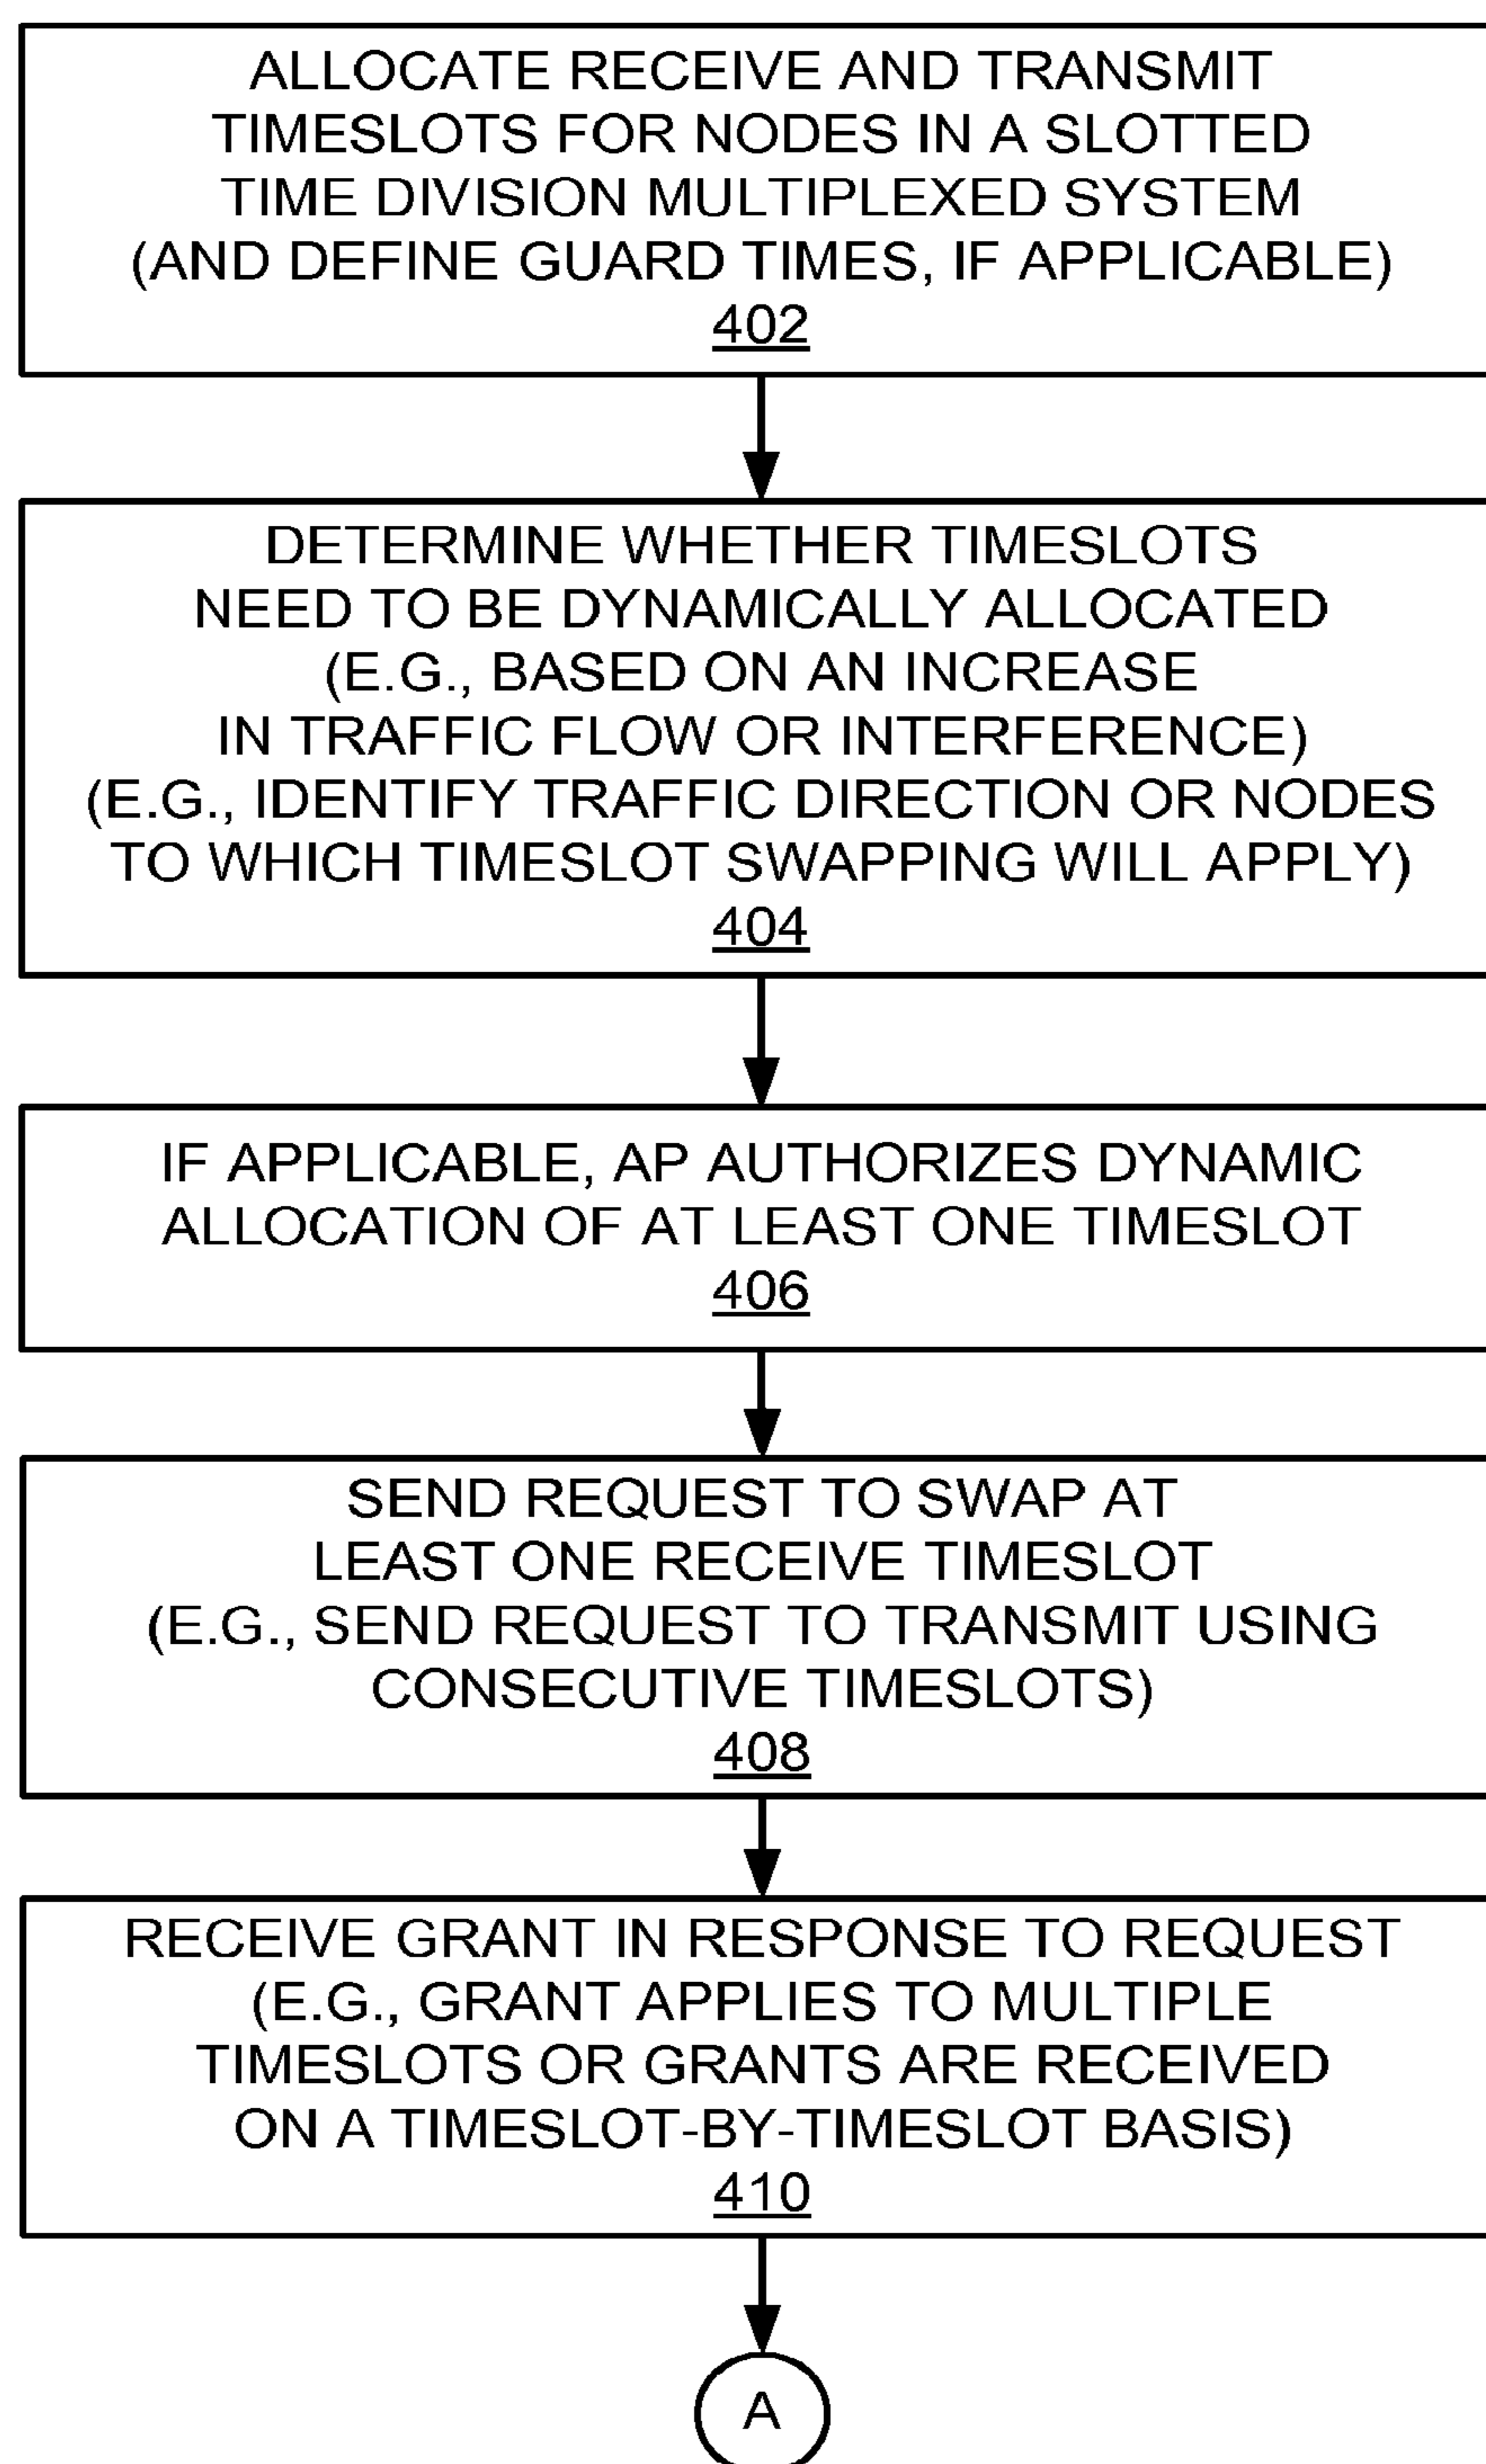 ALLOCATE RECEIVE AND TRANSMIT
TIMESLOTS FOR NODES IN A SLOTTED
TIME DIVISION MULTIPLEXED SYSTEM
(AND DEFINE GUARD TIMES, IF APPLICABLE)
402
DETERMINE WHETHER TIMESLOTS
NEED TO BE DYNAMICALLY ALLOCATED
(E.G., BASED ON AN INCREASE
IN TRAFFIC FLOW OR INTERFERENCE)
(E.G., IDENTIFY TRAFFIC DIRECTION OR NODES
TO WHICH TIMESLOT SWAPPING WILL APPLY)
404
IF APPLICABLE, AP AUTHORIZES DYNAMIC
ALLOCATION OF AT LEAST ONE TIMESLOT
406
SEND REQUEST TO SWAP AT
LEAST ONE RECEIVE TIMESLOT
(E.G., SEND REQUEST TO TRANSMIT USING
CONSECUTIVE TIMESLOTS)
408
RECEIVE GRANT IN RESPONSE TO REQUEST
(E.G., GRANT APPLIES TO MULTIPLE
TIMESLOTS OR GRANTS ARE RECEIVED
ON A TIMESLOT-BY-TIMESLOT BASIS)
410
A